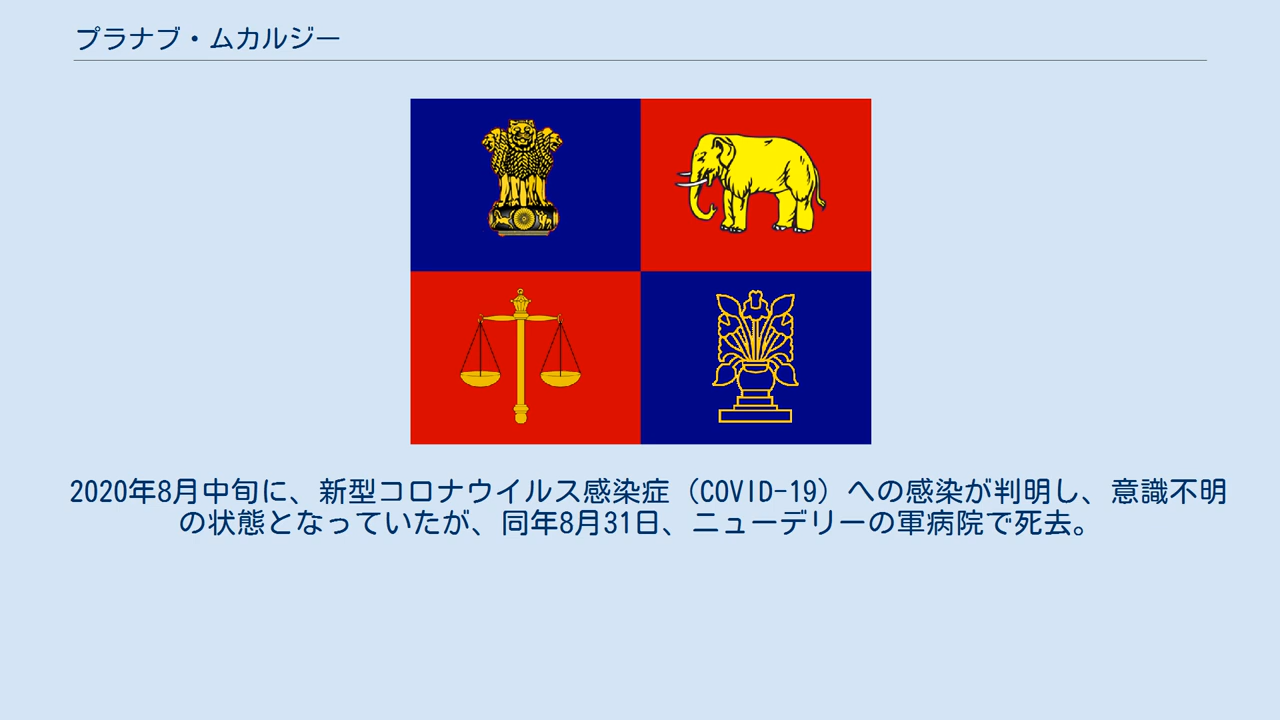 プラナブ・ムカルジー
2020年8月中旬に、新型コロナウイルス感染症（COVID-19）への感染が判明し、意識不明
の状態となっていたが、同年8月31日、ニューデリーの軍病院で死去。